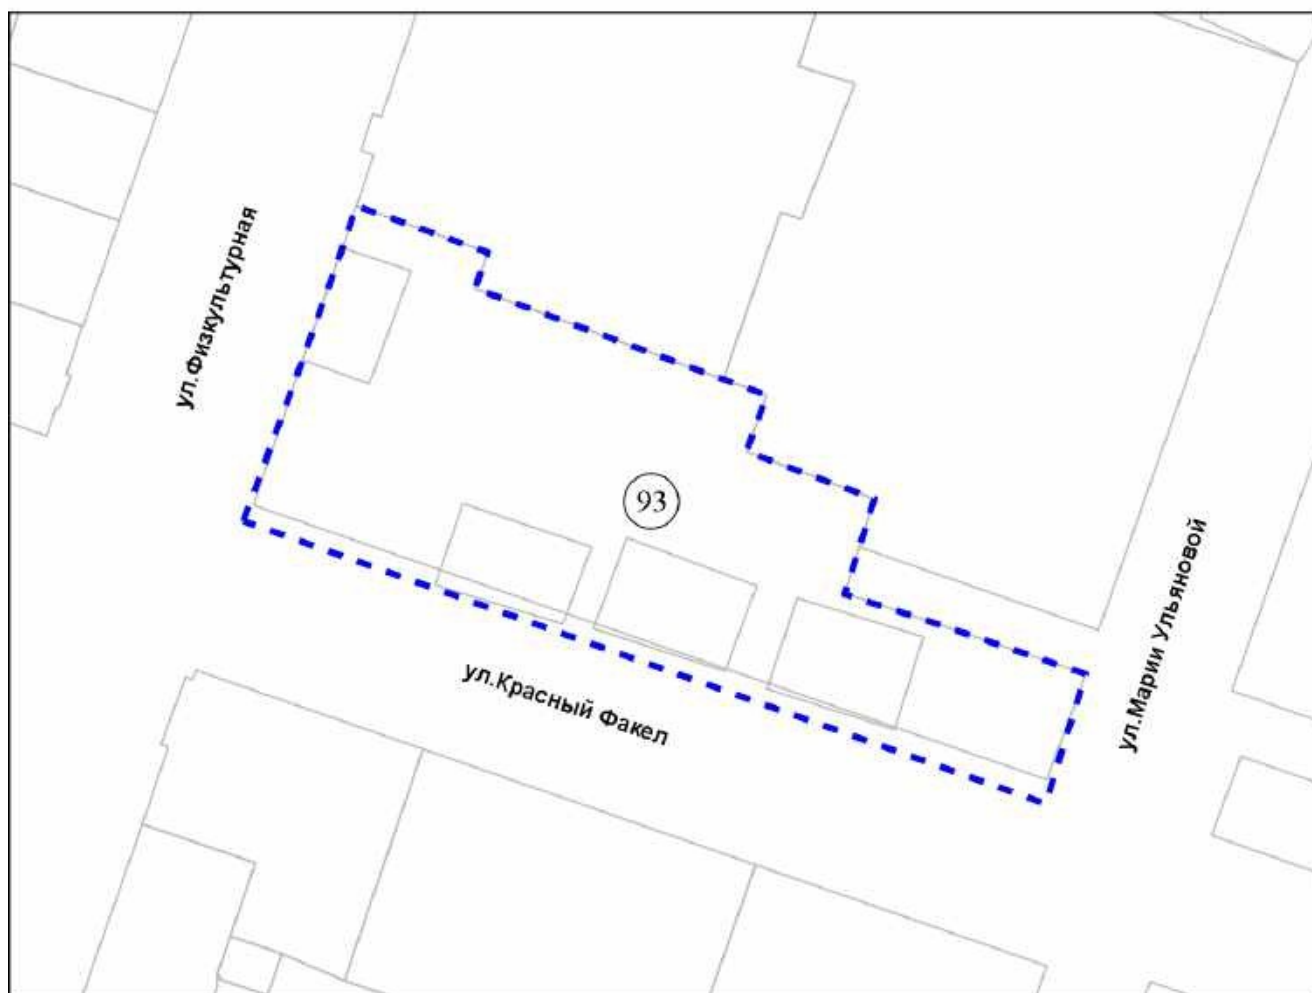 ул.Физкультурная
93
ул.Красный Факел
ул.Марии Ульяновой